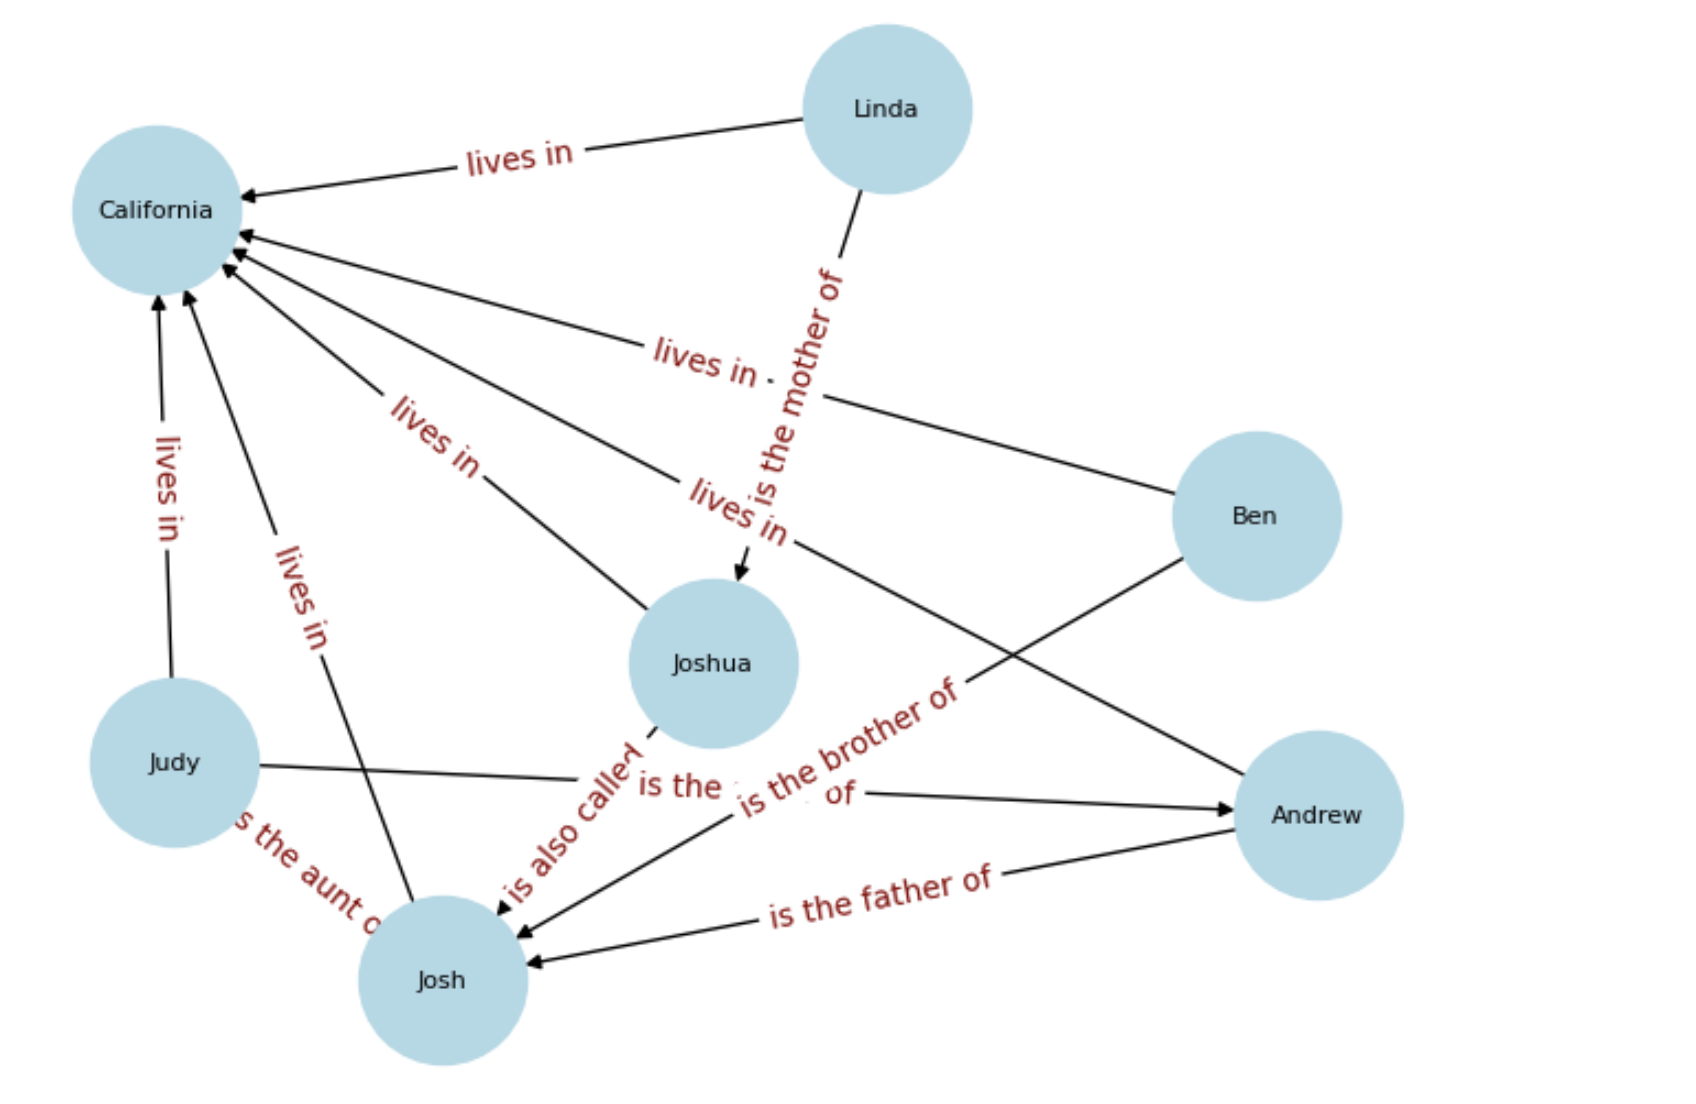 Linda
lives in
California
is the mother of
lives in
lives in
lives in
lives in
lives in
Ben
Joshua
is the brother of
Judy
is the
of
is also called
Andrew
s the aunt
is the father of
Josh